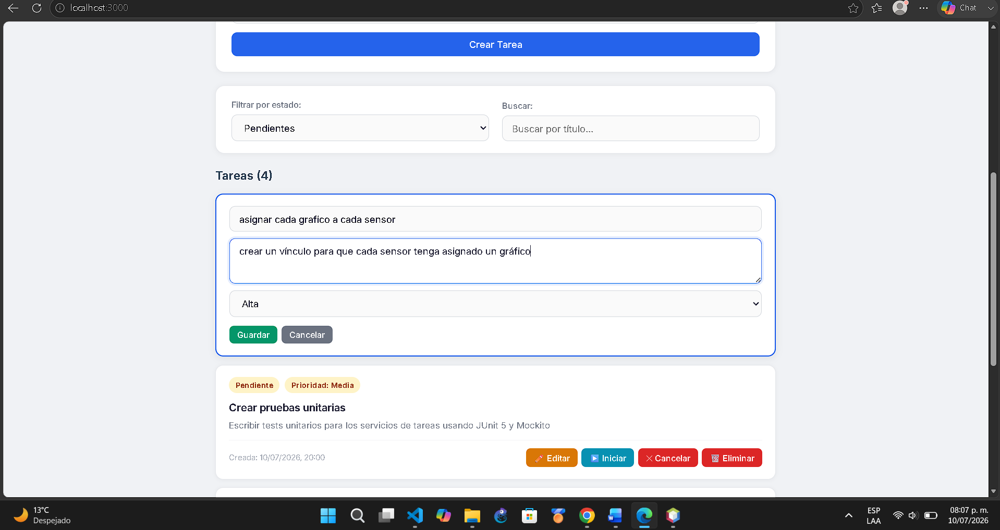 localhost:3000
Chat
Crear Tarea
Filtrar por estado:
Buscar:
Pendientes
Buscar por título...
Tareas (4)
asignar cada grafico a cada sensor
crear un vínculo para que cada sensor tenga asignado un gráfico
Alta
Guardar
Cancelar
Pendiente
Prioridad: Media
Crear pruebas unitarias
Escribir tests unitarios para los servicios de tareas usando JUnit 5 y Mockito
Creada: 10/07/2026, 20:00
Editar
Iniciar
Cancelar
Eliminar
13°C
Despejado
ESP
LAA
08:07 p. m.
10/07/2026